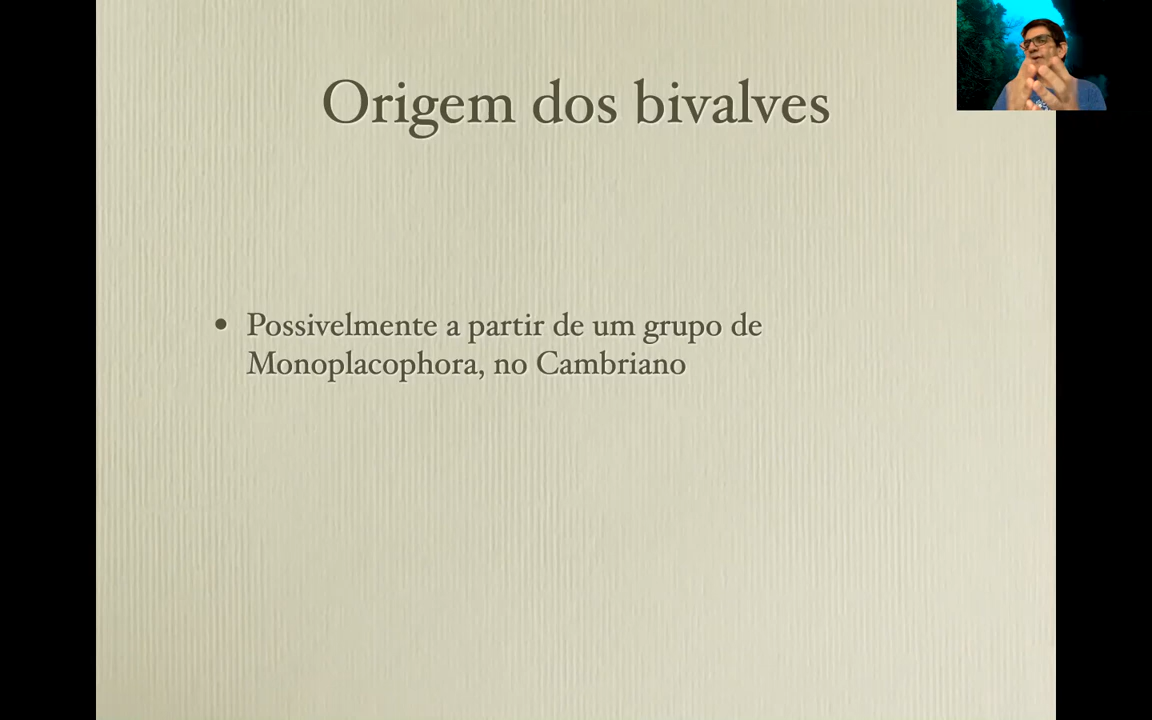 Origem dos bivalves
• Possivelmente a partir de um grupo de
Monoplacophora, no Cambriano